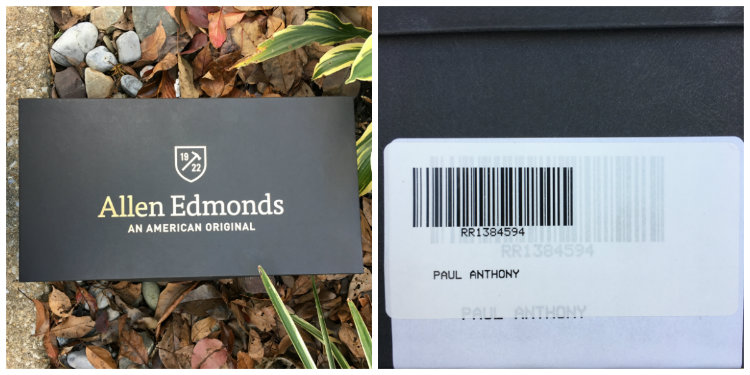 19
22
Allen Edmonds
AN AMERICAN ORIGINAL
RR1384594
RR1384594
PAUL ANTHONY
PAUL ANTHONY